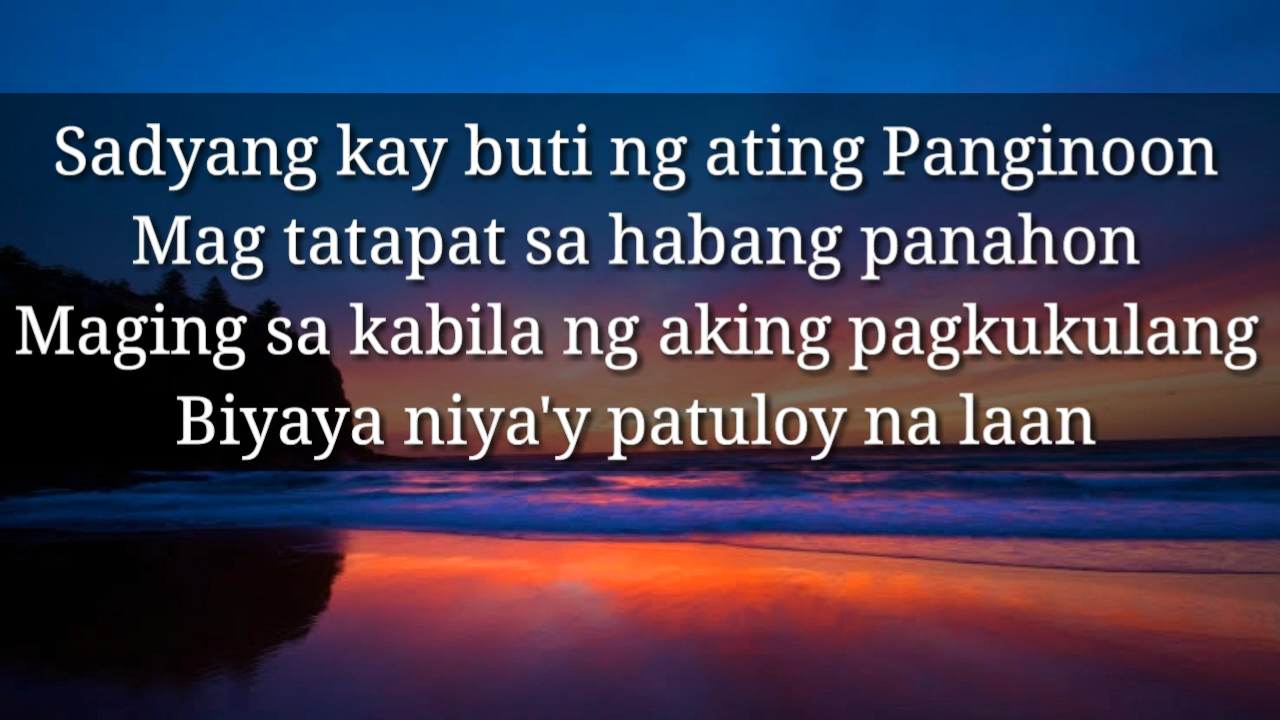 Sadyang kay buti ng ating Panginoon
Mag tatapat sa habang panahon
Maging sa kabila ng aking pagkukulang
Biyaya niya'y patuloy na laan